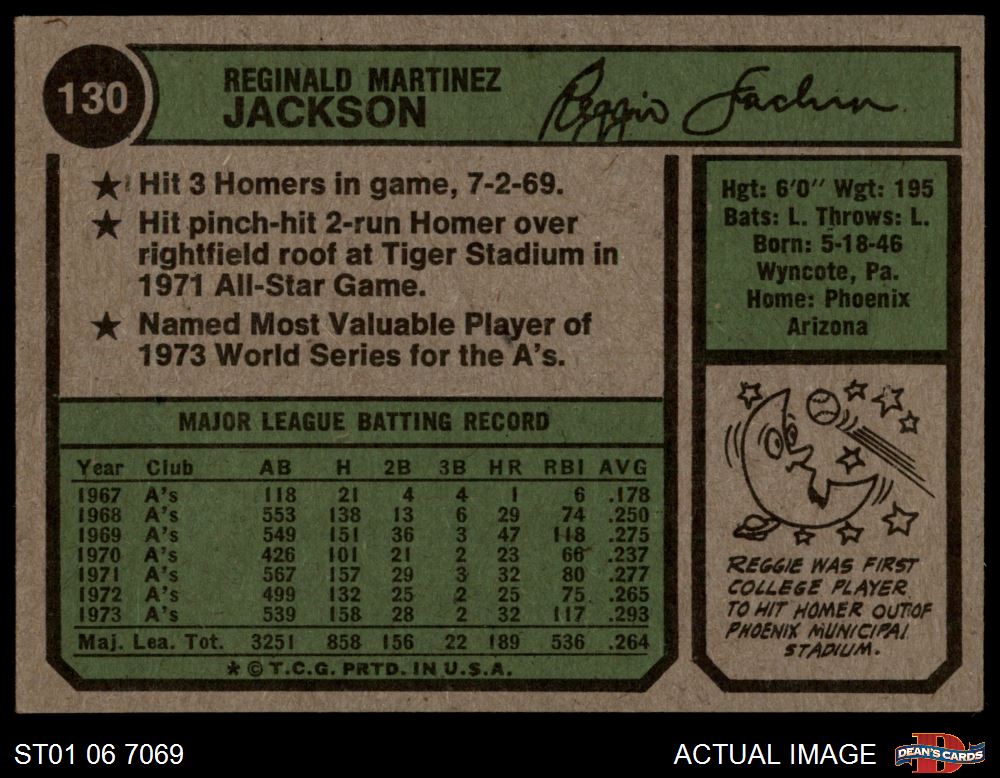 130
REGINALD MARTINEZ
JACKSON
Reggie Jackson
★ Hit 3 Homers in game, 7-2-69.
★ Hit pinch-hit 2-run Homer over
rightfield roof at Tiger Stadium in
1971 All-Star Game.
★ Named Most Valuable Player of
1973 World Series for the A's.
Hgt: 6'0" Wgt: 195
Bats: L. Throws: L.
Born: 5-18-46
Wyncote, Pa.
Home: Phoenix
Arizona
MAJOR LEAGUE BATTING RECORD
Year Club AB H 2B 3B HR RBI AVG
1967 A's 118 21 4 4 1 6 .178
1968 A's 553 138 13 6 29 74 .250
1969 A's 549 151 36 3 47 118 .275
1970 A's 426 101 21 2 23 66 .237
1971 A's 567 157 29 3 32 80 .277
1972 A's 499 132 25 2 25 75 .265
1973 A's 539 158 28 2 32 117 .293
Maj. Lea. Tot. 3251 858 156 22 189 536 .264
* © T.C.G. PRTD. IN U.S.A.
REGGIE WAS FIRST
COLLEGE PLAYER
TO HIT HOMER OUT OF
PHOENIX MUNICIPAL
STADIUM.
ST01 06 7069
ACTUAL IMAGE
D
DEAN'S CARDS